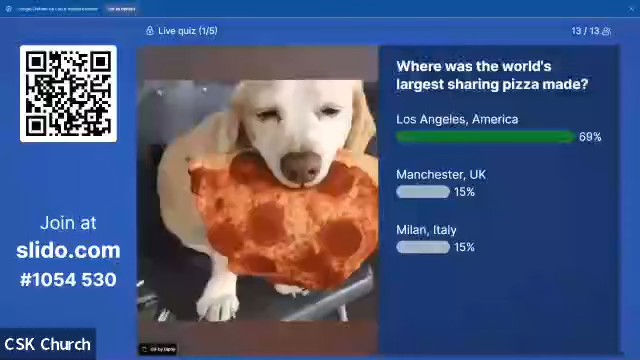 Live quiz (1/5)
13 / 13
Where was the world's
largest sharing pizza made?
Los Angeles, America
69%
Manchester, UK
15%
Milan, Italy
15%
Join at
slido.com
#1054 530
CSK Church